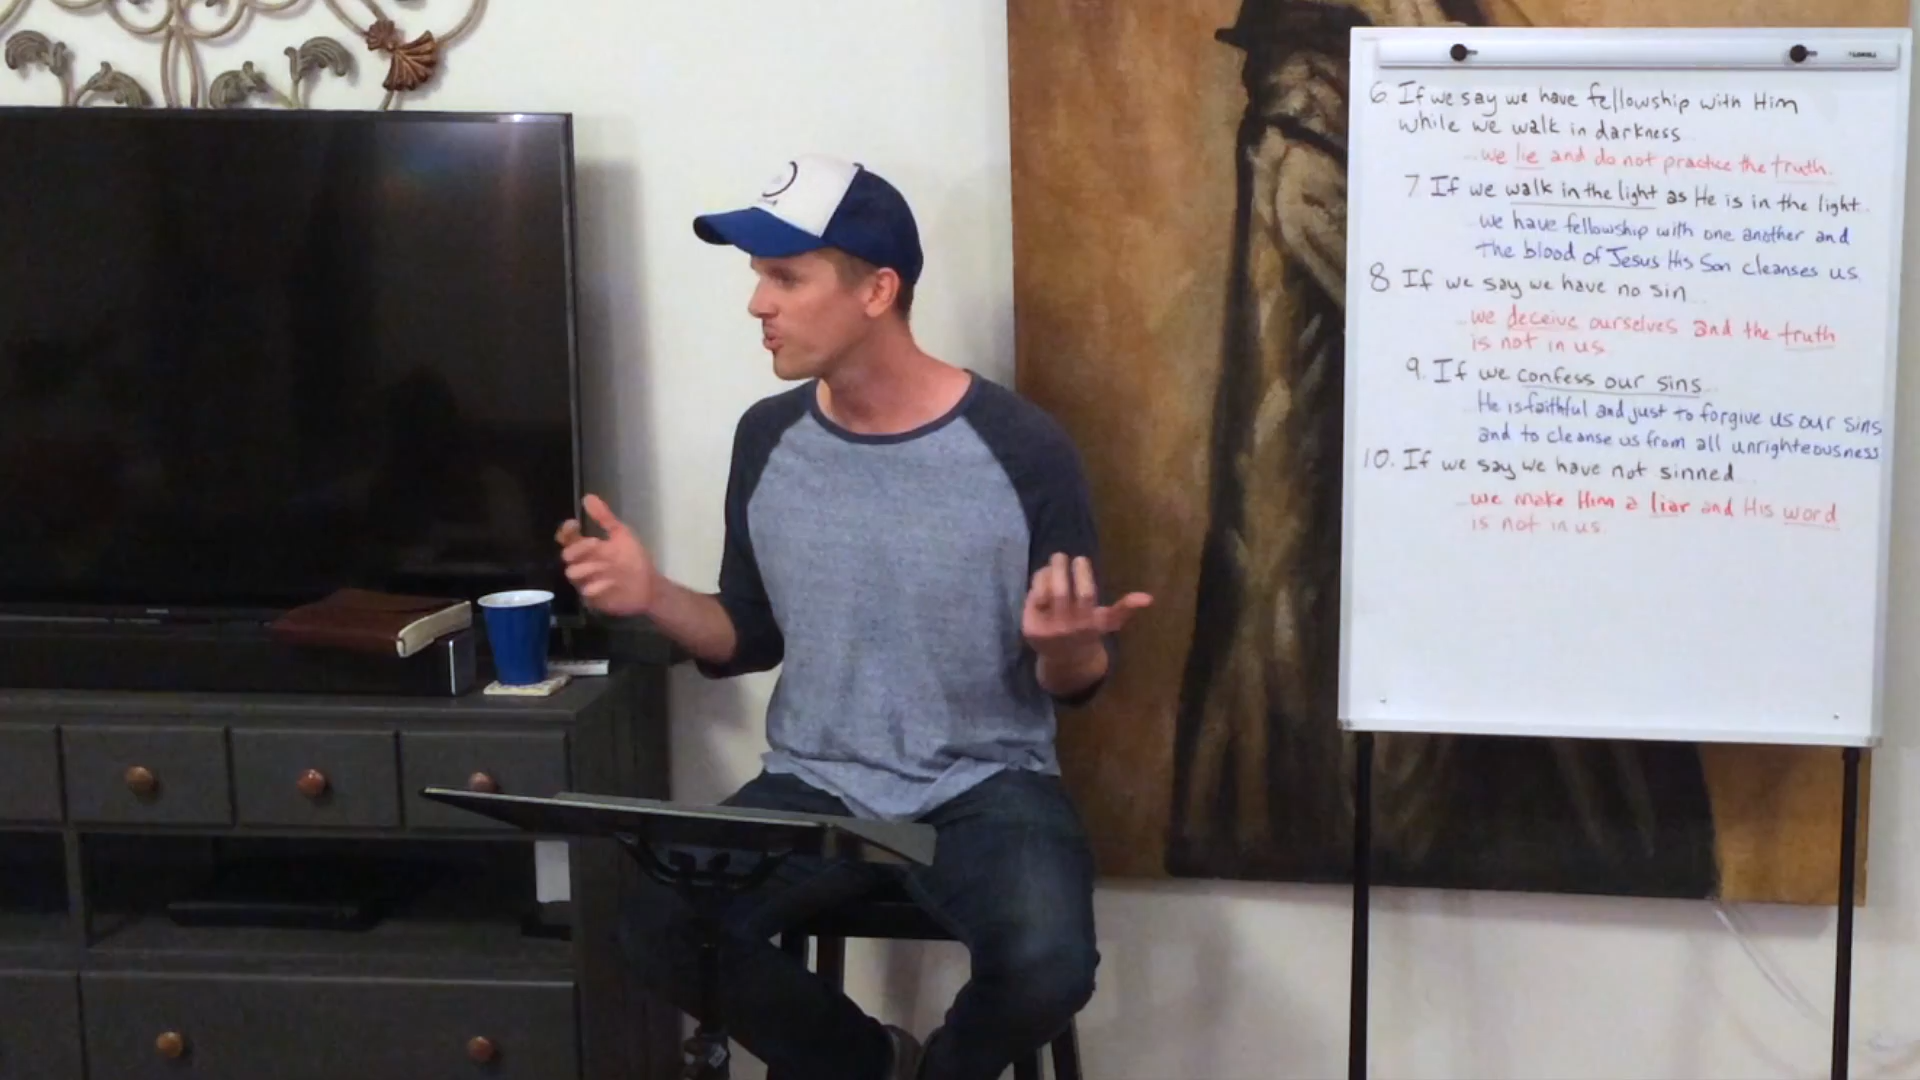 6. If we say we have fellowship with Him
while we walk in darkness...
...we lie and do not practice the truth.
7 If we walk in the light as He is in the light...
...we have fellowship with one another and
the blood of Jesus His Son cleanses us.
8 If we say we have no sin...
...we deceive ourselves and the truth
is not in us
9. If we confess our sins...
...He is faithful and just to forgive us our sins
and to cleanse us from all unrighteousness
10. If we say we have not sinned...
...we make Him a liar and His word
is not in us.